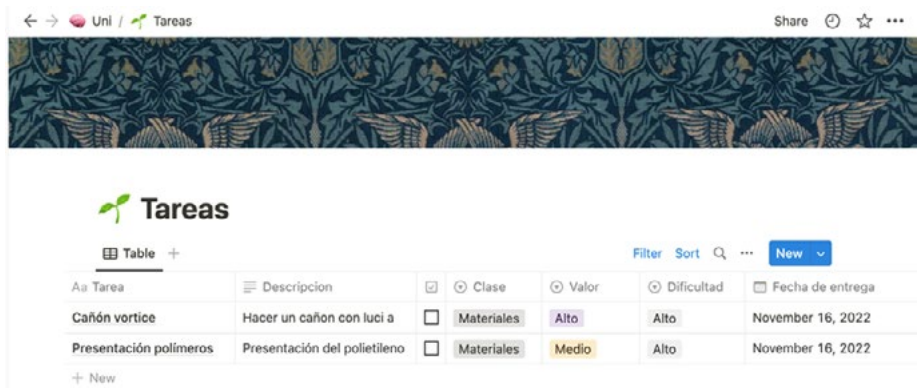 Uni / Tareas Share
Tareas
Table
Filter Sort New
Aa Tarea Descripcion Clase Valor Dificultad Fecha de entrega
Cañón vortice Hacer un cañon con luci a Materiales Alto Alto November 16, 2022
Presentación polímeros Presentación del polietileno Materiales Medio Alto November 16, 2022
+ New